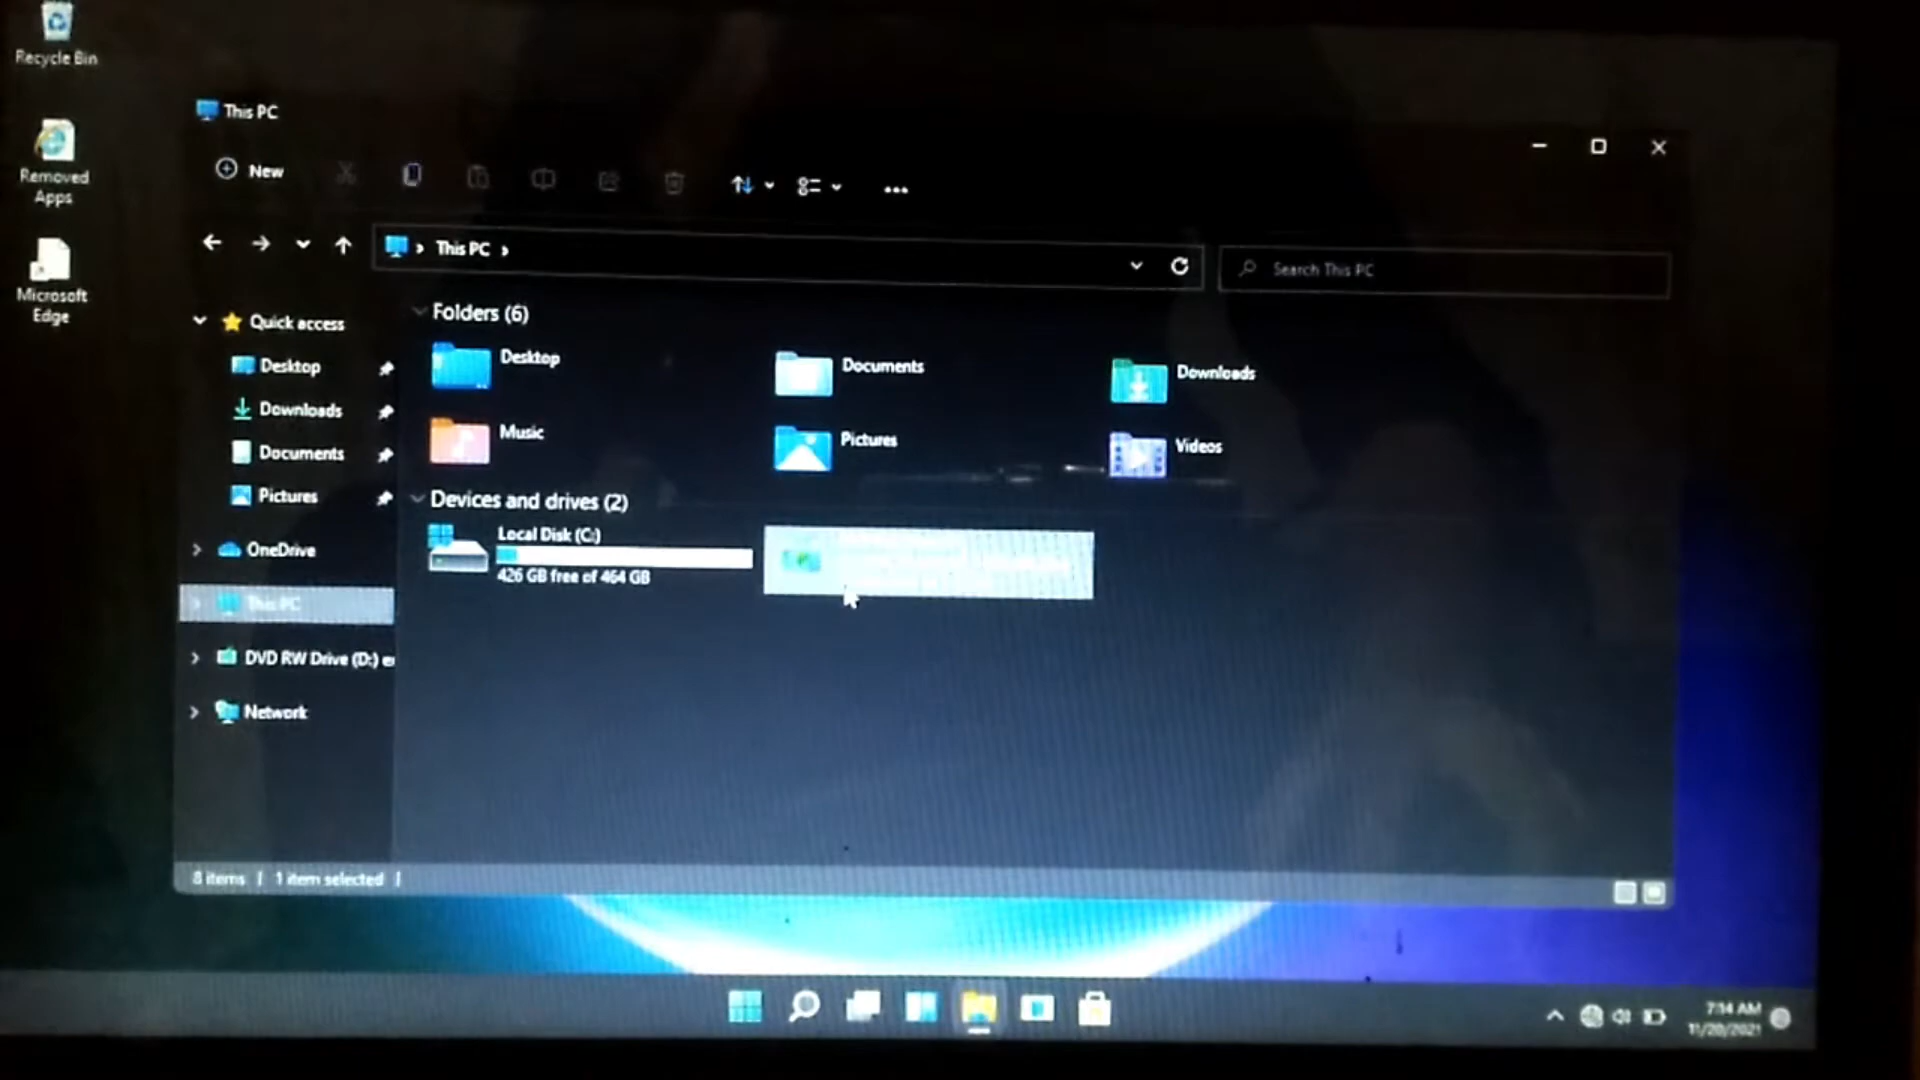 Recycle Bin
Removed
Apps
Microsoft
Edge
This PC
New
This PC
Search This PC
Quick access
Desktop
Downloads
Documents
Pictures
OneDrive
This PC
DVD RW Drive (D:)
Network
Folders (6)
Desktop
Documents
Downloads
Music
Pictures
Videos
Devices and drives (2)
Local Disk (C:)
426 GB free of 464 GB
8 items
1 item selected
7:14 AM
11/20/2021